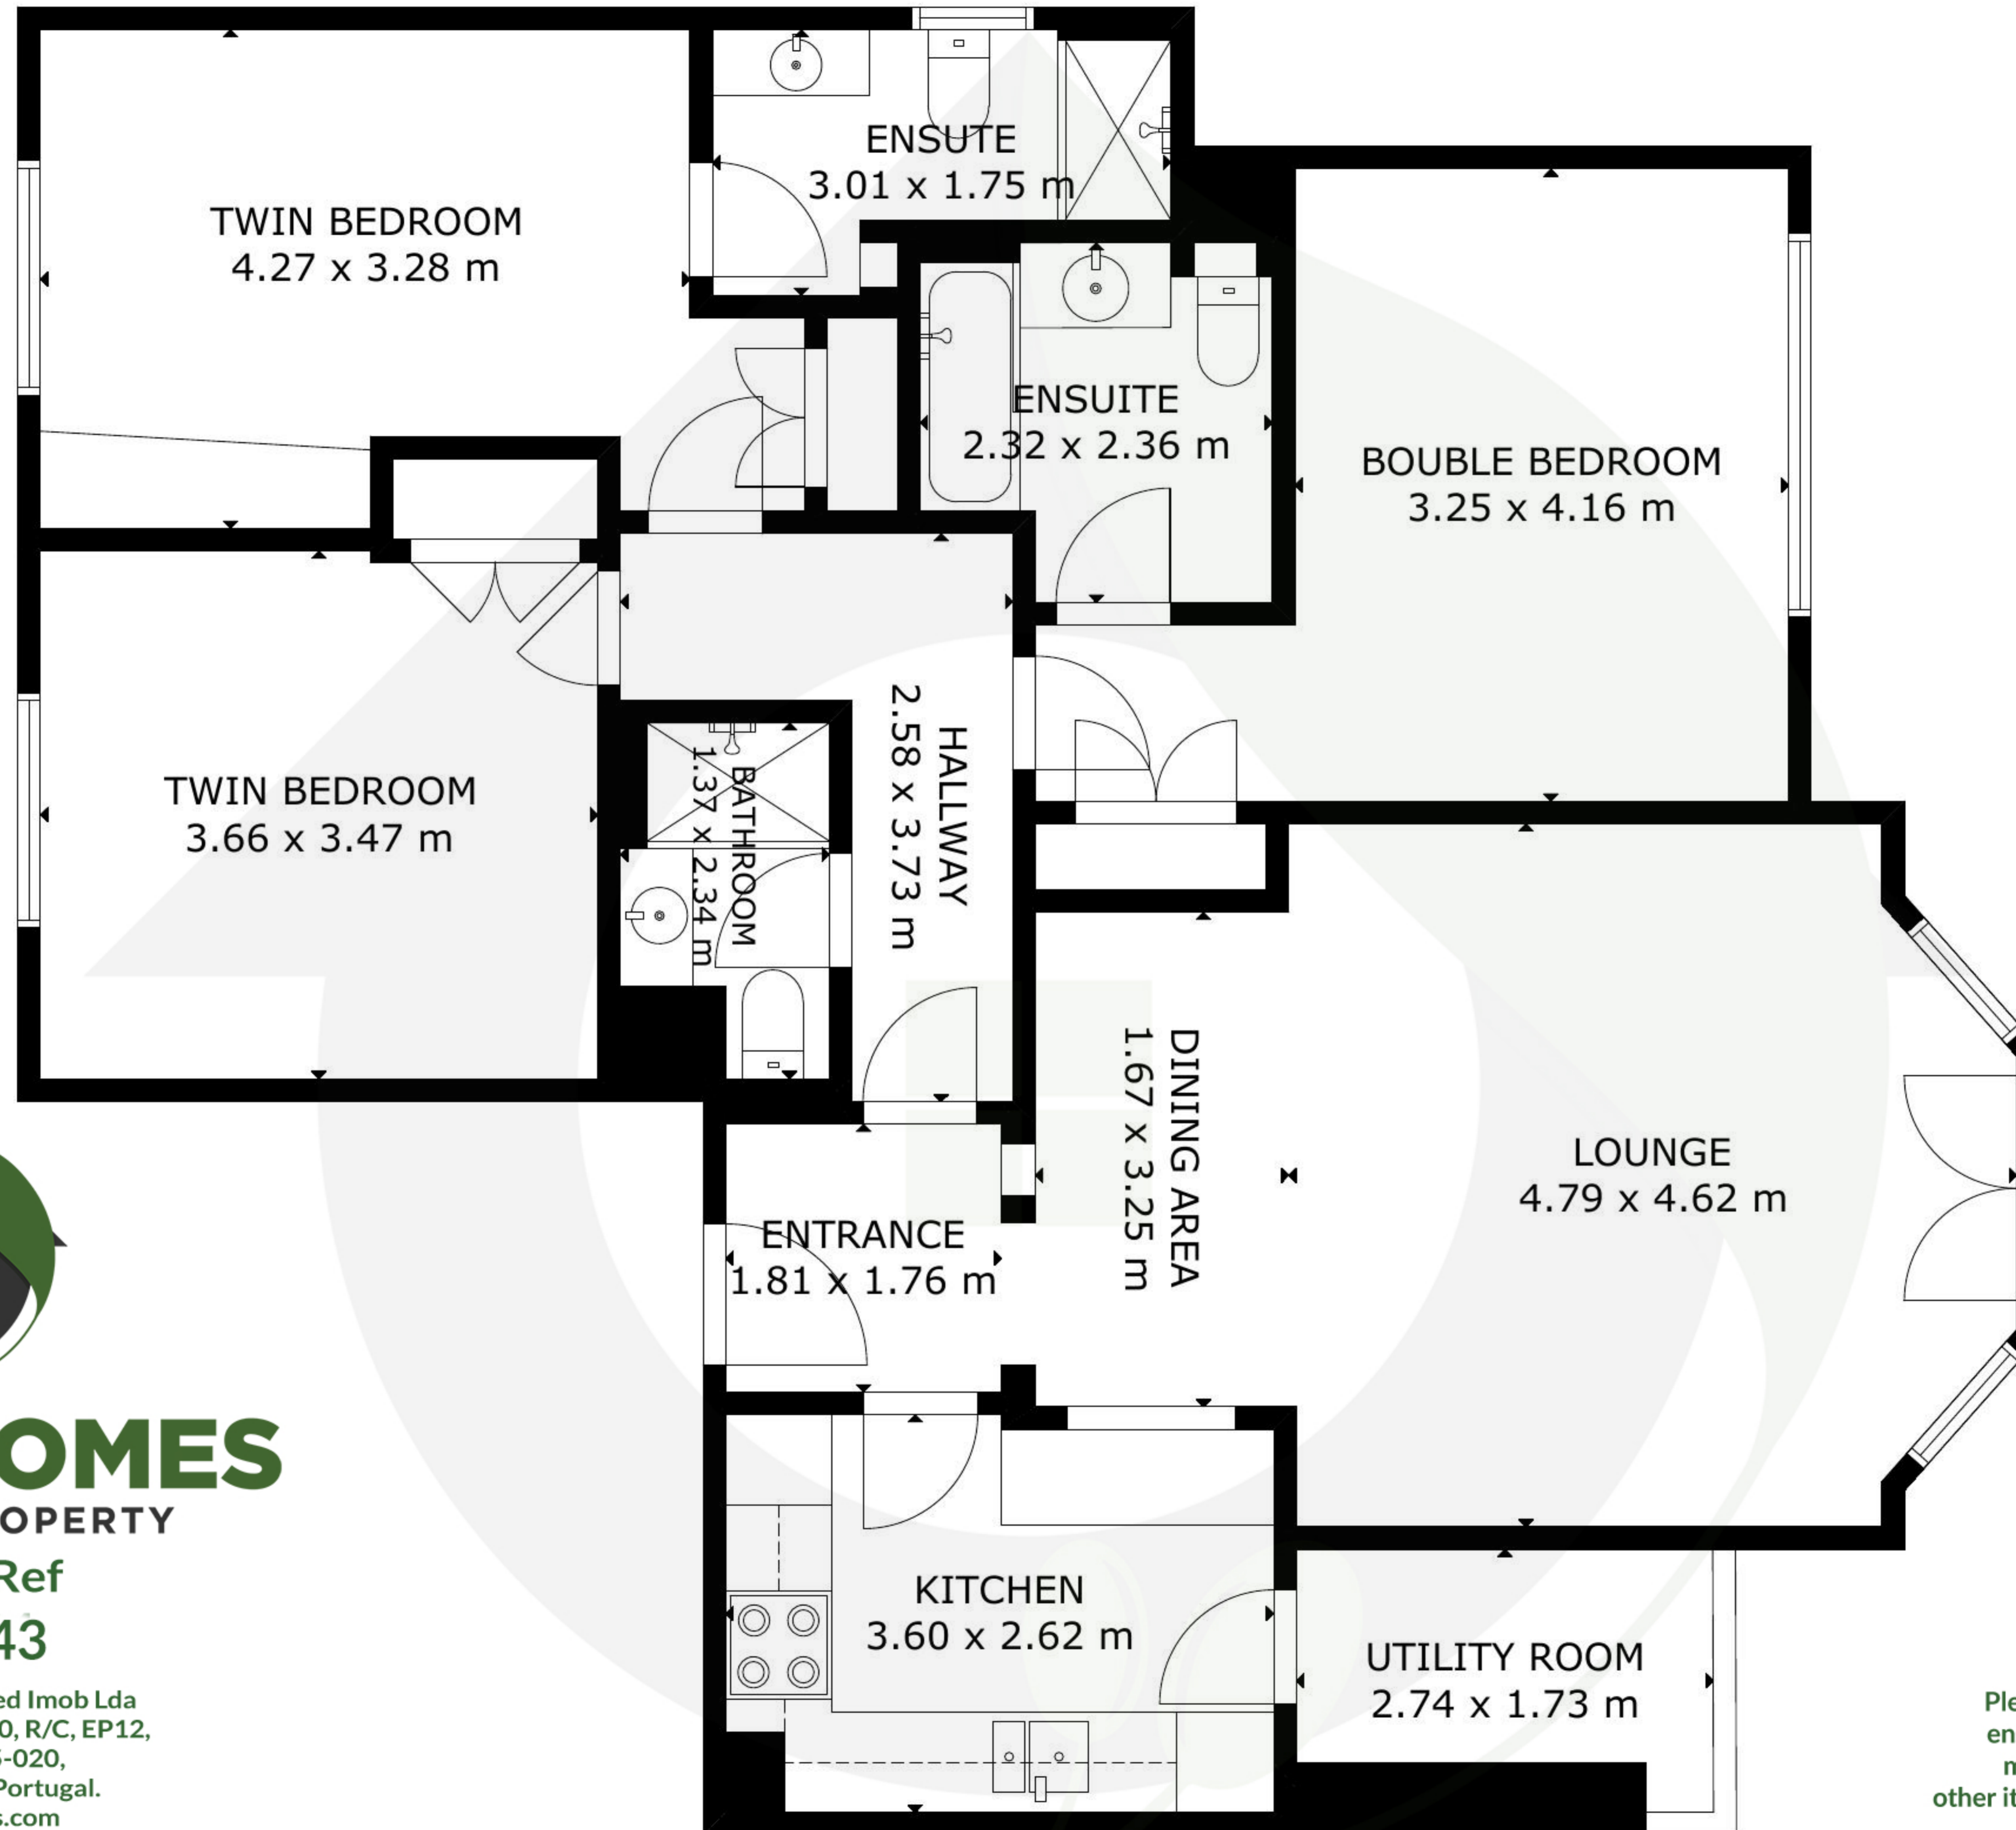 ENSUTE
3.01 x 1.75 m
TWIN BEDROOM
4.27 x 3.28 m
ENSUITE
2.32 x 2.36 m
BOUBLE BEDROOM
3.25 x 4.16 m
HALLWAY
2.58 x 3.73 m
TWIN BEDROOM
3.66 x 3.47 m
BATHROOM
1.37 x 2.34 m
DINING AREA
1.67 x 3.25 m
LOUNGE
4.79 x 4.62 m
ENTRANCE
1.81 x 1.76 m
KITCHEN
3.60 x 2.62 m
UTILITY ROOM
2.74 x 1.73 m
OMES
OPERTY
Ref
43
ed Imob Lda
0, R/C, EP12,
-020,
Portugal.
s.com
Ple
en
m
other it